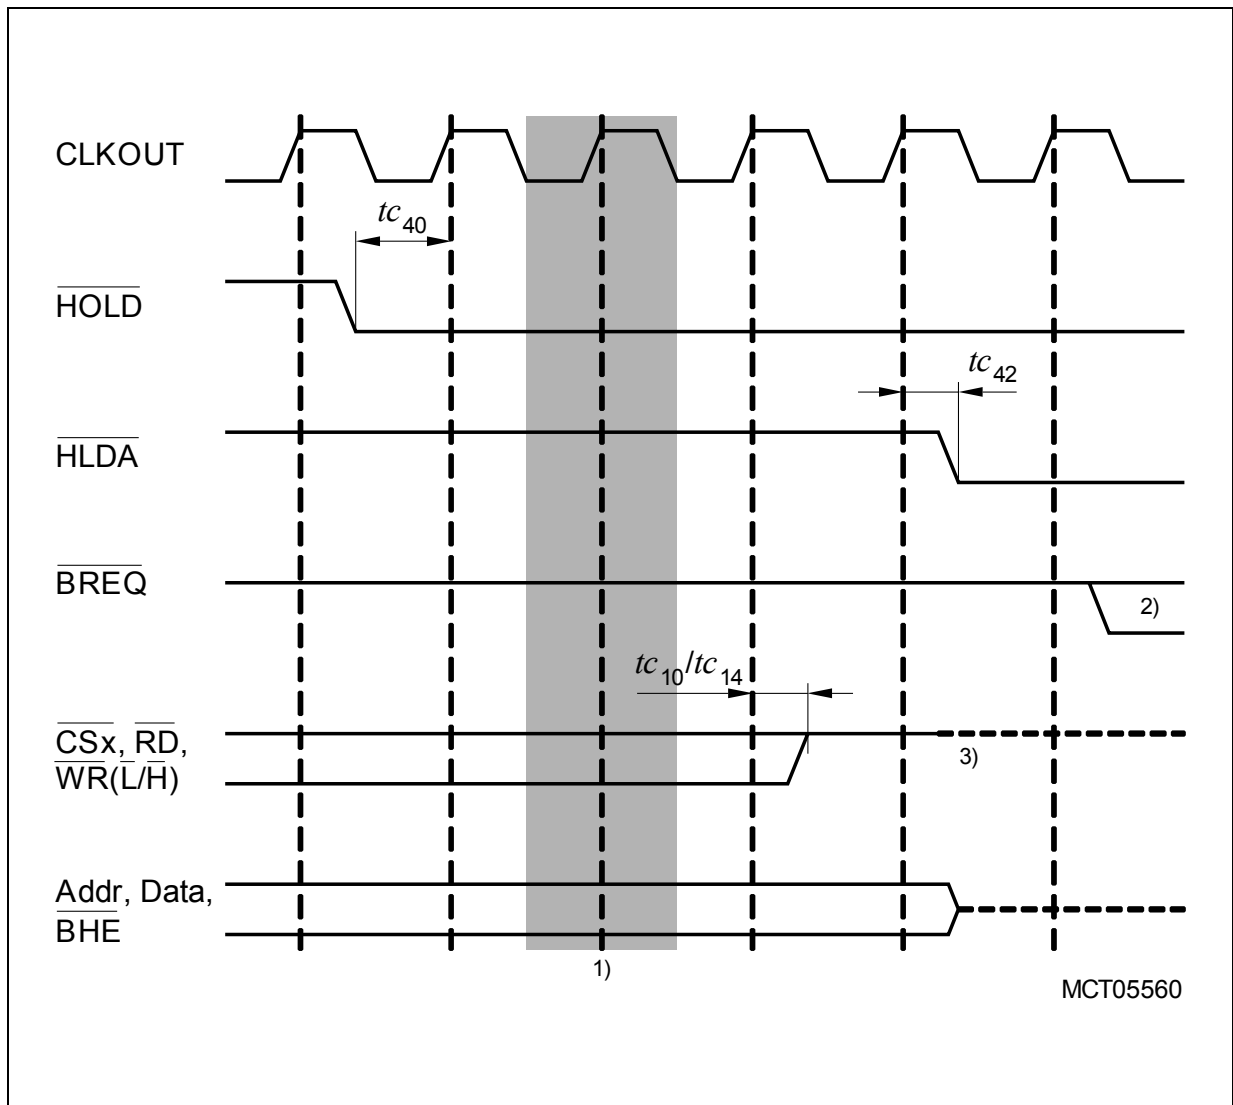 CLKOUT
tc40
HOLD
tc42
HLDA
BREQ
2)
tc10/tc14
CSx, RD,
WR(L/H)
3)
Addr, Data,
BHE
1)
MCT05560